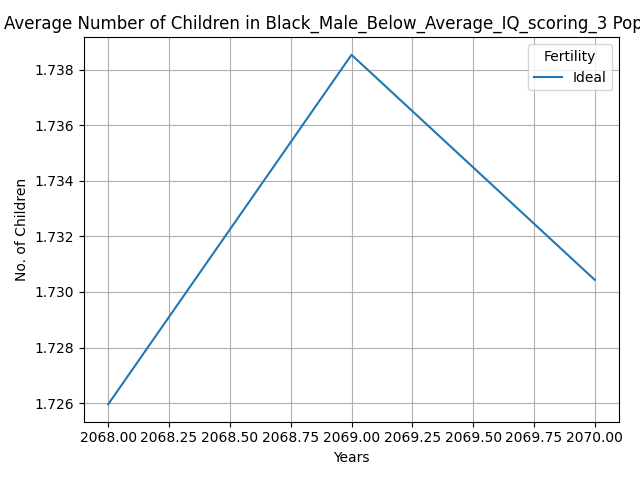 Average Number of Children in Black_Male_Below_Average_IQ_scoring_3 Pop
Fertility
Ideal
1.738
1.736
1.734
1.732
1.730
1.728
1.726
No. of Children
2068.00 2068.25 2068.50 2068.75 2069.00 2069.25 2069.50 2069.75 2070.00
Years